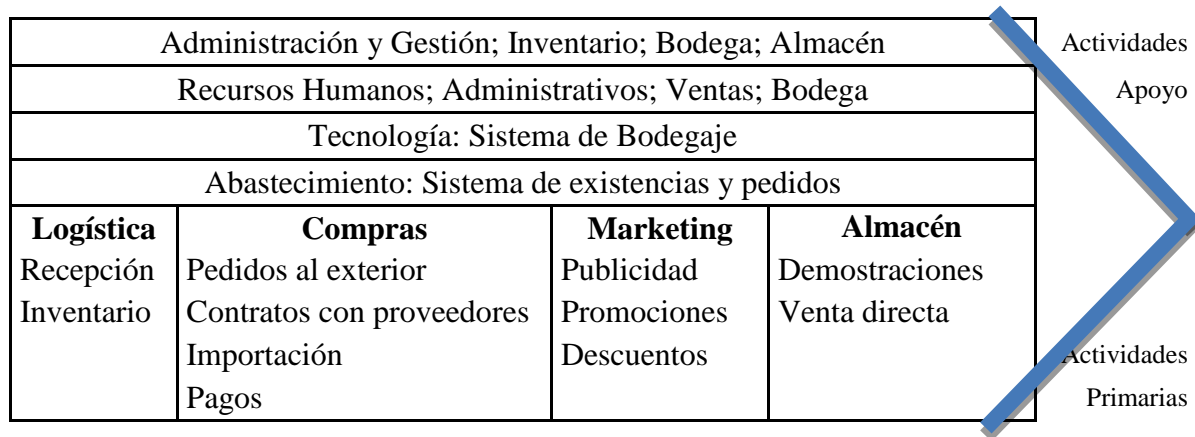 Administración y Gestión; Inventario; Bodega; Almacén
Recursos Humanos; Administrativos; Ventas; Bodega
Tecnología: Sistema de Bodegaje
Abastecimiento: Sistema de existencias y pedidos
Actividades
Apoyo
Logística
Recepción
Inventario
Compras
Pedidos al exterior
Contratos con proveedores
Importación
Pagos
Marketing
Publicidad
Promociones
Descuentos
Almacén
Demostraciones
Venta directa
Actividades
Primarias